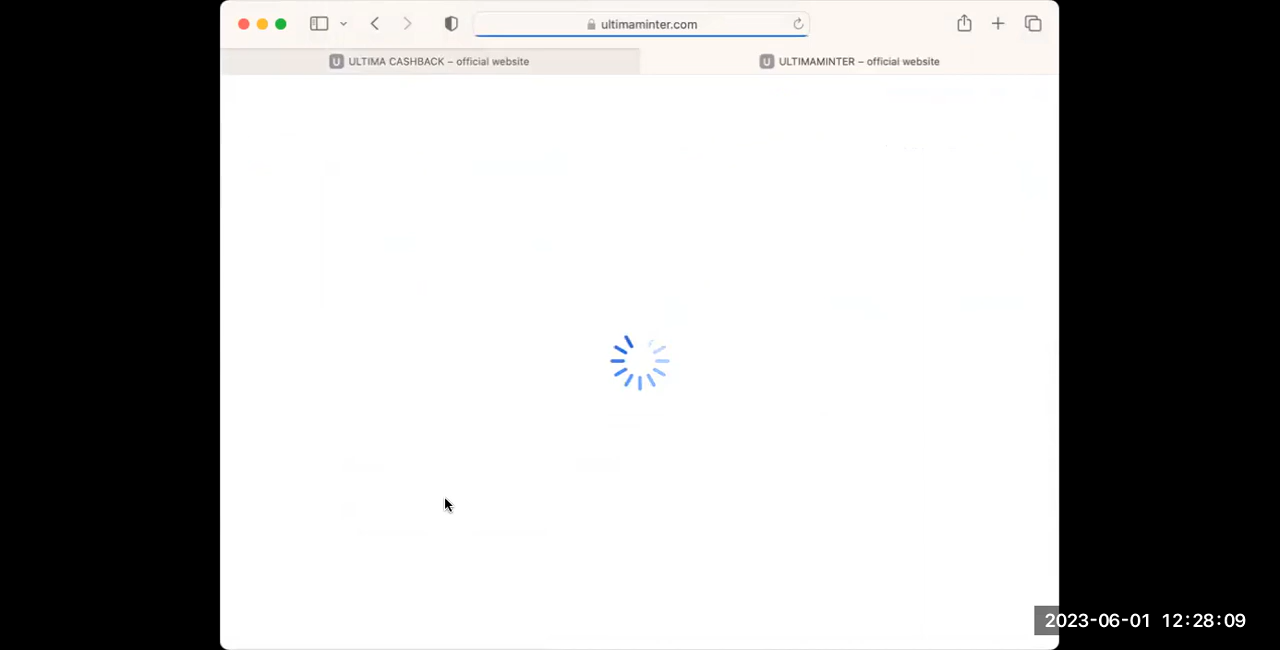 ultimaminter.com
U ULTIMA CASHBACK – official website
U ULTIMAMINTER – official website
2023-06-01 12:28:09